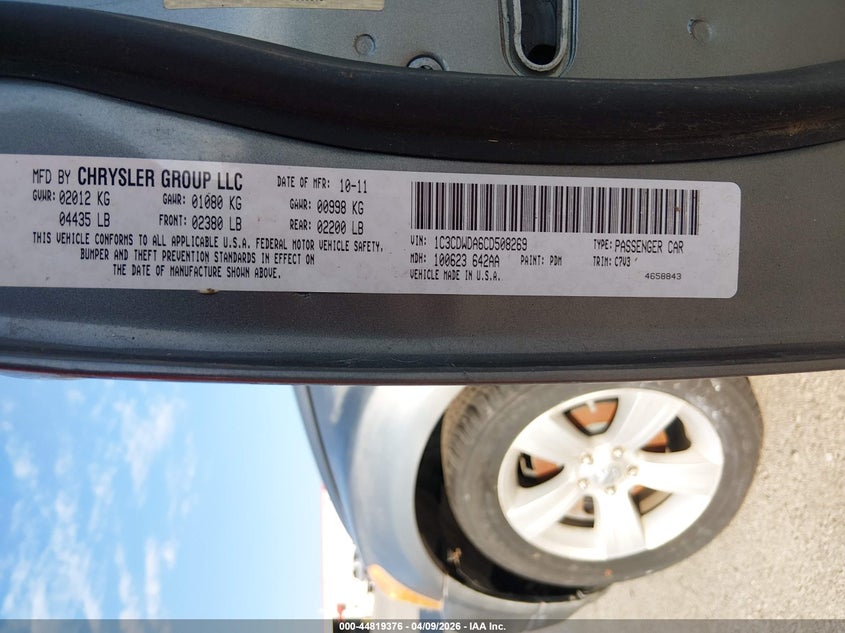 MFD BY CHRYSLER GROUP LLC DATE OF MFR: 10-11
GVWR: 02012 KG GAWR: 01080 KG GAWR: 00998 KG
04435 LB FRONT: 02380 LB REAR: 02200 LB
THIS VEHICLE CONFORMS TO ALL APPLICABLE U.S.A. FEDERAL MOTOR VEHICLE SAFETY,
BUMPER AND THEFT PREVENTION STANDARDS IN EFFECT ON
THE DATE OF MANUFACTURE SHOWN ABOVE.
VIN: 1C3CDWDA6CD508269 TYPE: PASSENGER CAR
MDH: 100623 642AA PAINT: PDM TRIM: C7V3
VEHICLE MADE IN U.S.A. 4658843
000-44819376 - 04/09/2026 - IAA Inc.